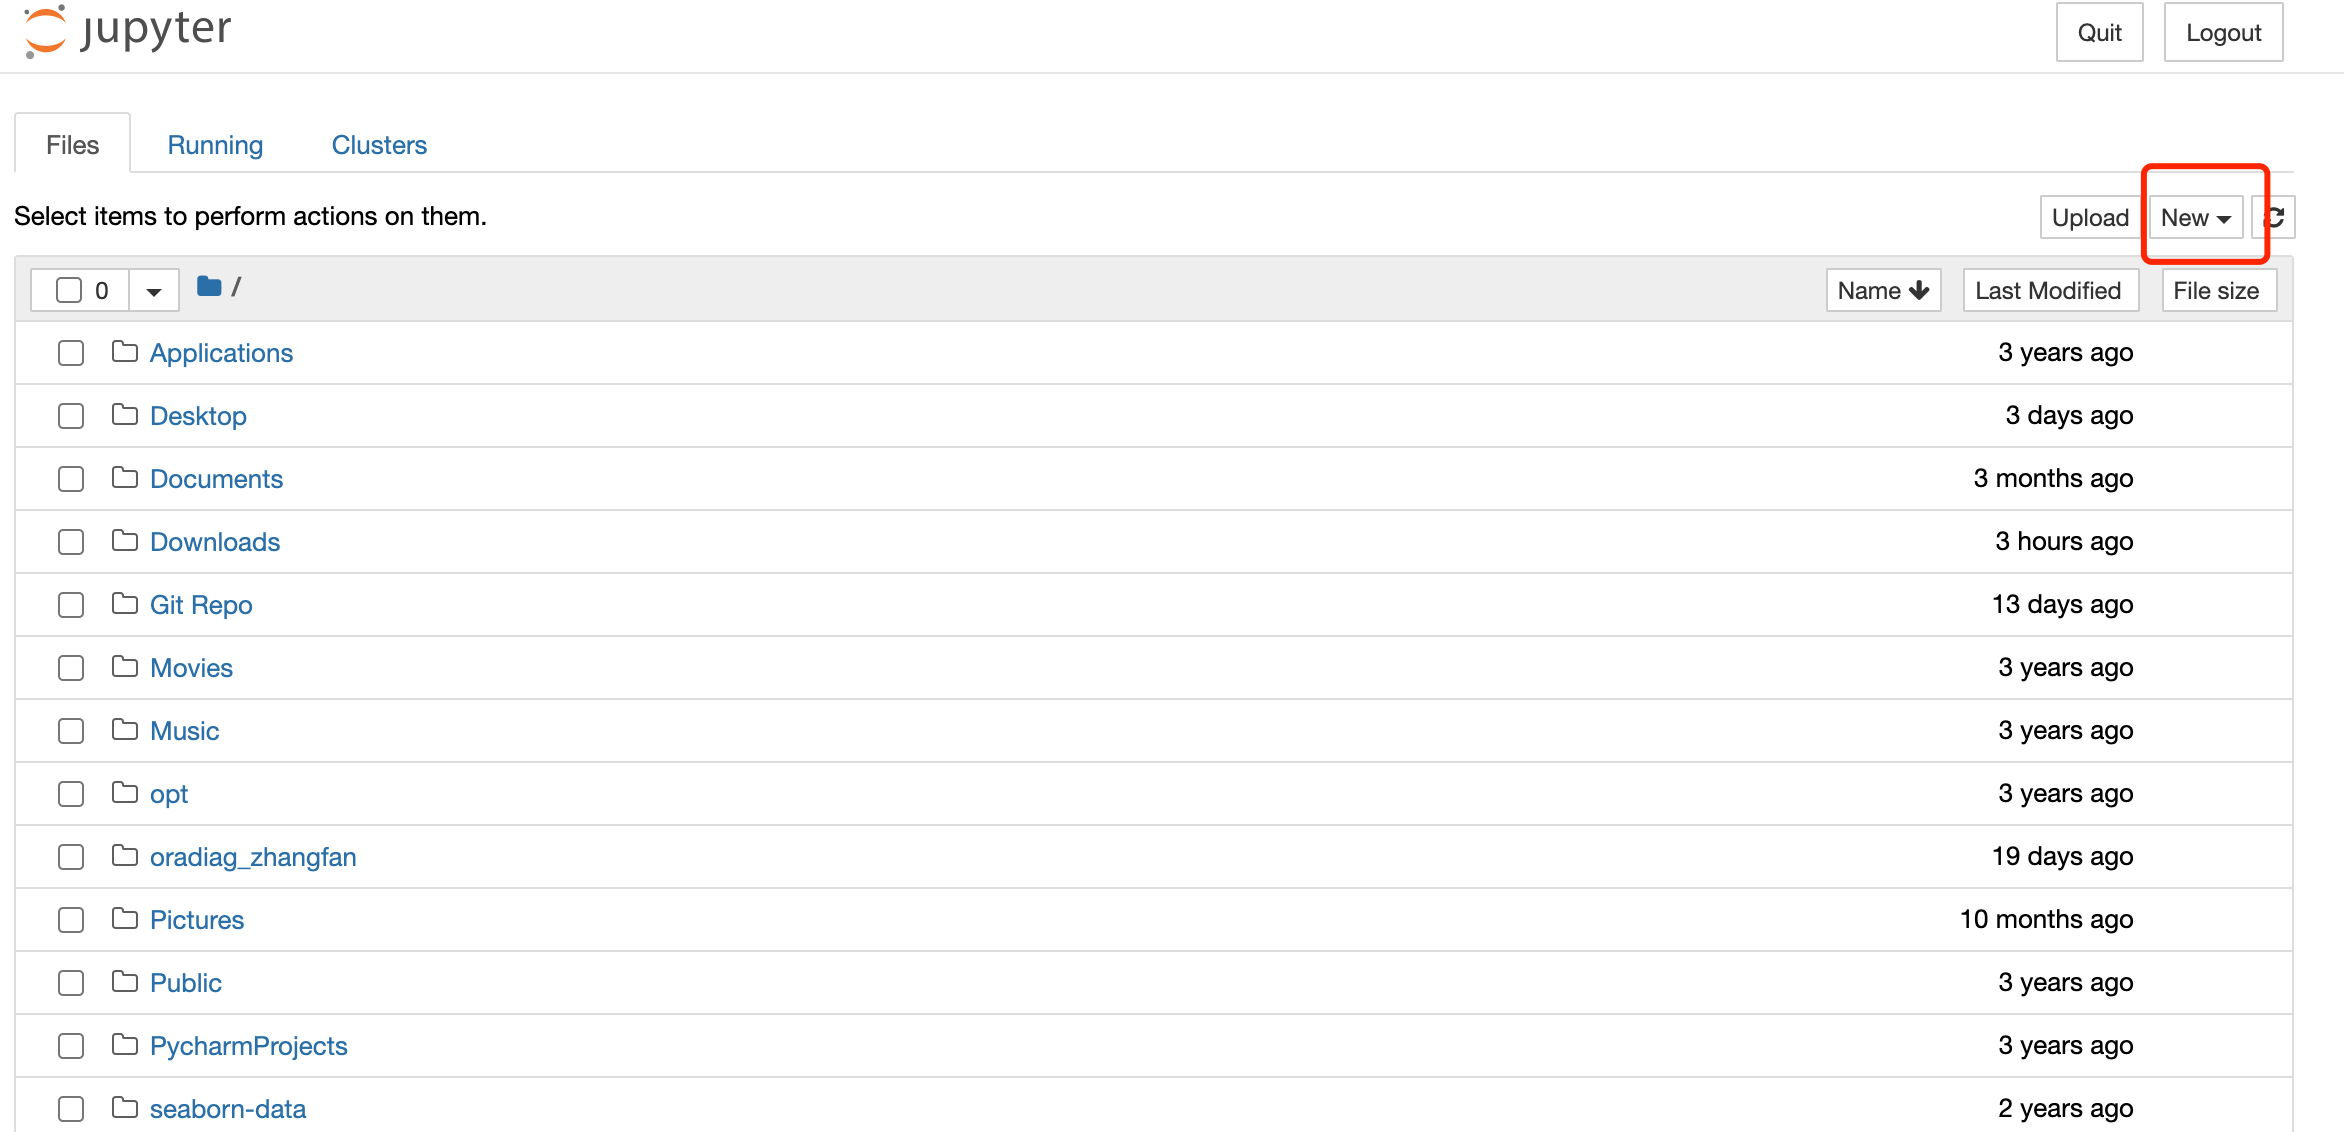 jupyter
Quit Logout
Files Running Clusters
Select items to perform actions on them.
Upload New
0 / Name Last Modified File size
Applications 3 years ago
Desktop 3 days ago
Documents 3 months ago
Downloads 3 hours ago
Git Repo 13 days ago
Movies 3 years ago
Music 3 years ago
opt 3 years ago
oradiag_zhangfan 19 days ago
Pictures 10 months ago
Public 3 years ago
PycharmProjects 3 years ago
seaborn-data 2 years ago